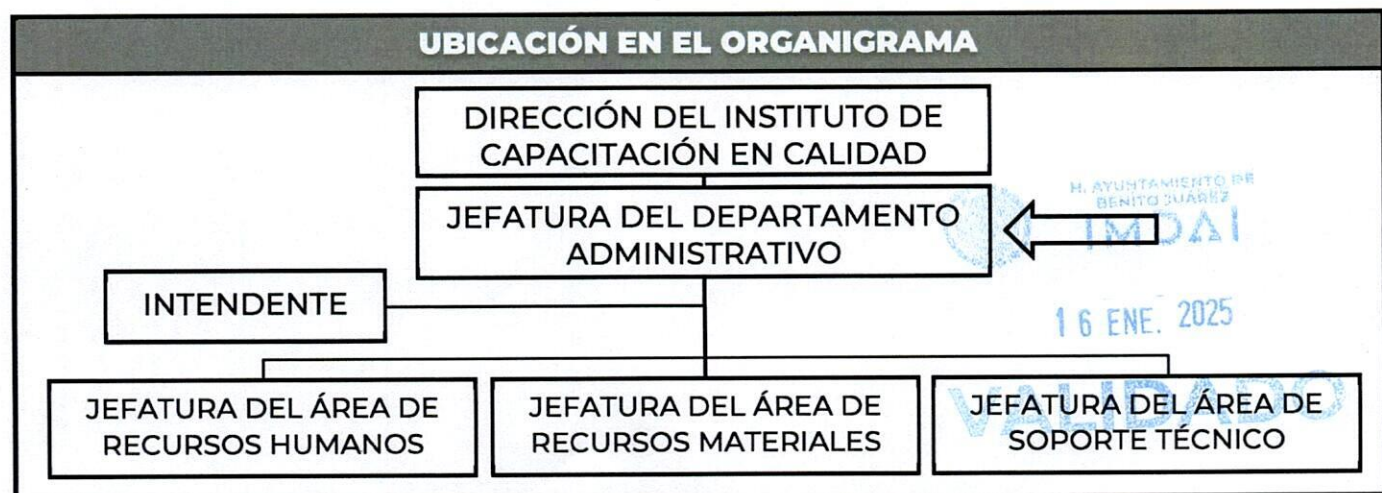 UBICACIÓN EN EL ORGANIGRAMA
DIRECCIÓN DEL INSTITUTO DE
CAPACITACIÓN EN CALIDAD
JEFATURA DEL DEPARTAMENTO
ADMINISTRATIVO
H. AYUNTAMIENTO DE
BENITO JUÁREZ
IMDAI
INTENDENTE
16 ENE. 2025
JEFATURA DEL ÁREA DE
RECURSOS HUMANOS
JEFATURA DEL ÁREA DE
RECURSOS MATERIALES
JEFATURA DEL ÁREA DE
SOPORTE TÉCNICO
VALIDADO